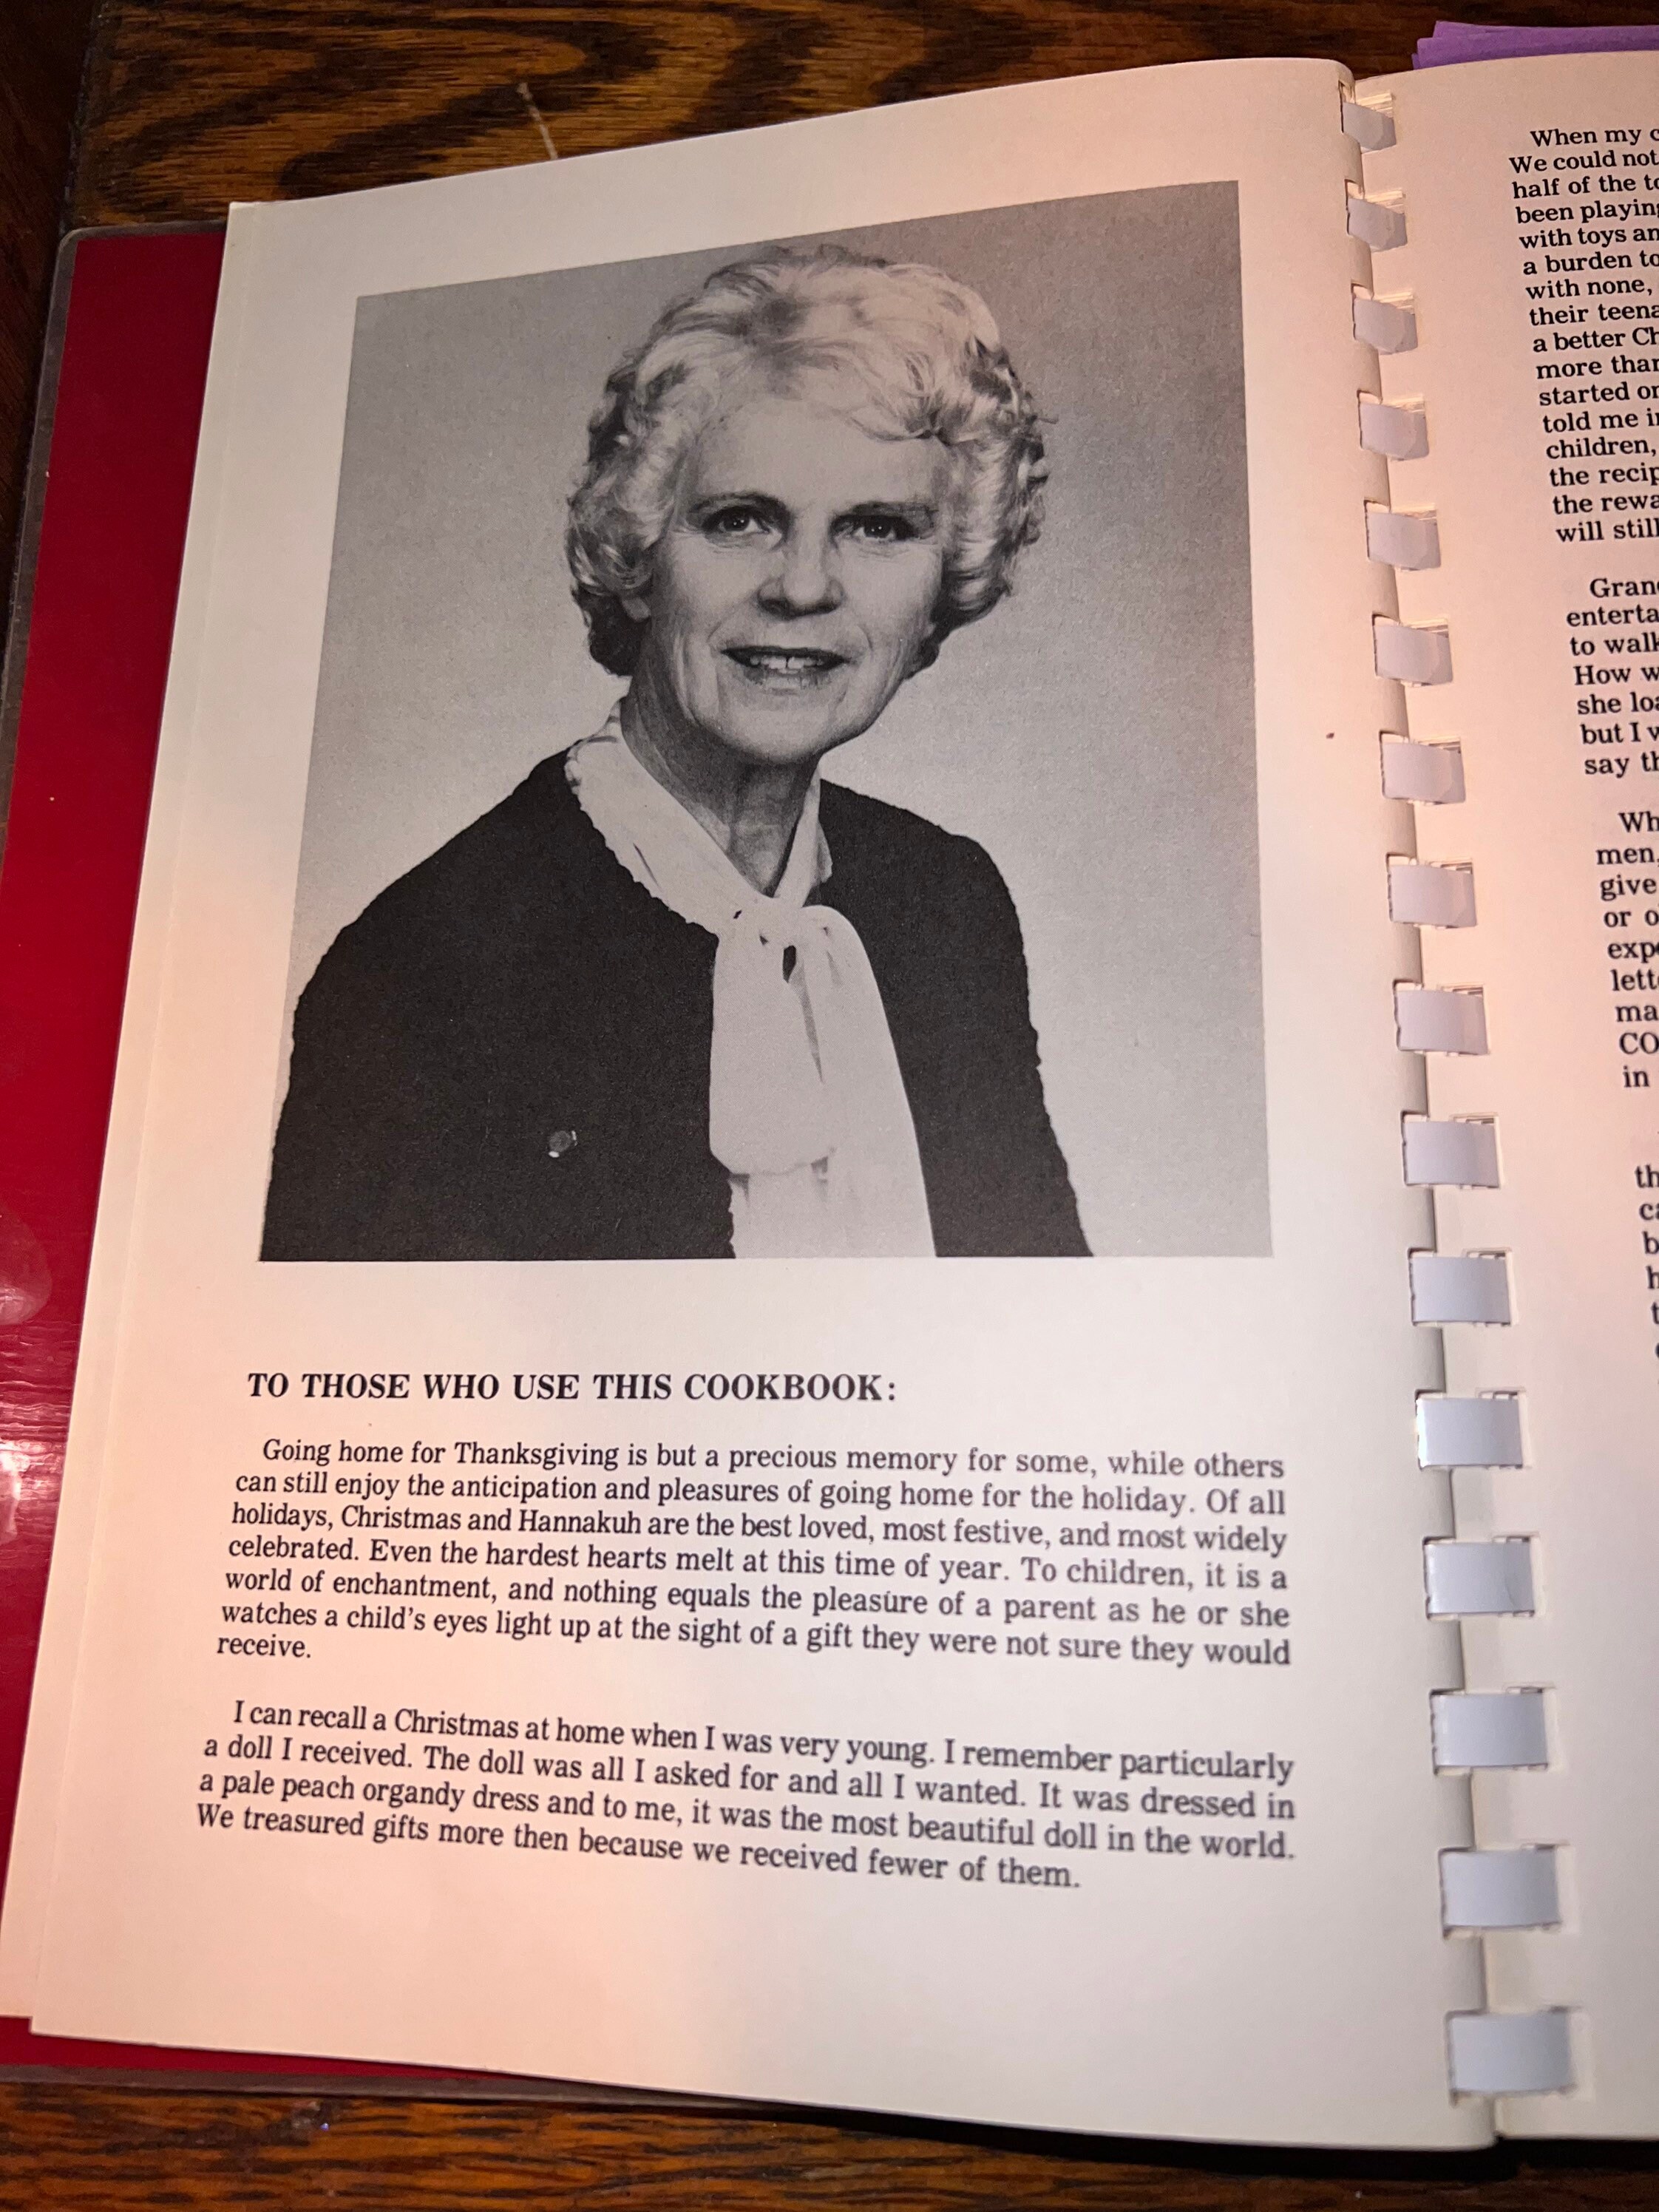 TO THOSE WHO USE THIS COOKBOOK:
Going home for Thanksgiving is but a precious memory for some, while others
can still enjoy the anticipation and pleasures of going home for the holiday. Of all
holidays, Christmas and Hannakuh are the best loved, most festive, and most widely
celebrated. Even the hardest hearts melt at this time of year. To children, it is a
world of enchantment, and nothing equals the pleasure of a parent as he or she
watches a child's eyes light up at the sight of a gift they were not sure they would
receive.
I can recall a Christmas at home when I was very young. I remember particularly
a doll I received. The doll was all I asked for and all I wanted. It was dressed in
a pale peach organdy dress and to me, it was the most beautiful doll in the world.
We treasured gifts more then because we received fewer of them.
When my
We could not
half of the
been playing
with toys
a burden
with none,
their
a better
more than
started
told me
children,
the
the
will still
to walk
How
she
but I
say
men,
give
or
in